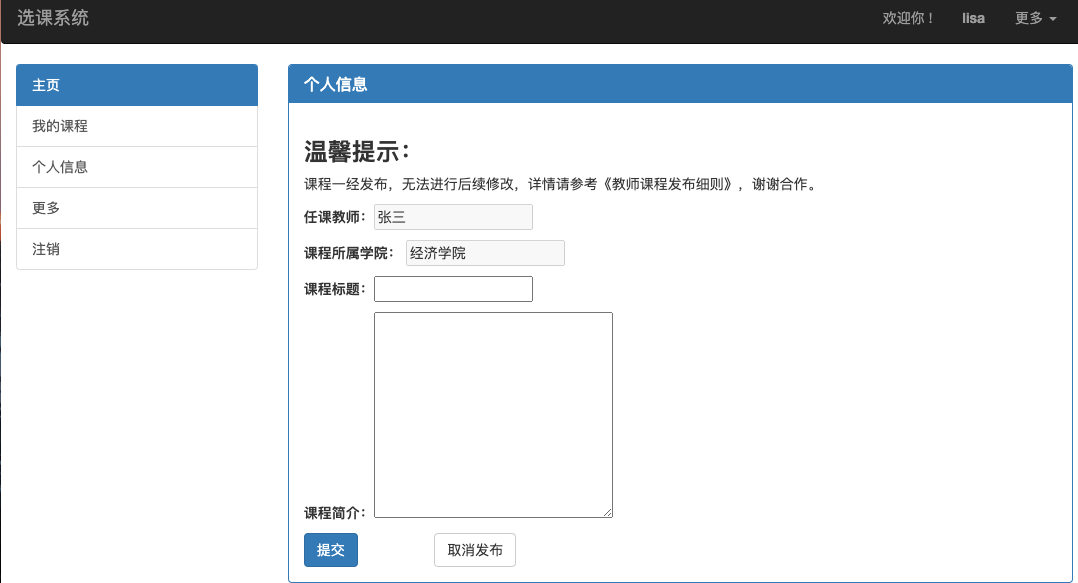 选课系统 欢迎你！ lisa 更多
主页
我的课程
个人信息
更多
注销
个人信息
温馨提示：
课程一经发布，无法进行后续修改，详情请参考《教师课程发布细则》，谢谢合作。
任课教师： 张三
课程所属学院： 经济学院
课程标题：
课程简介：
提交 取消发布